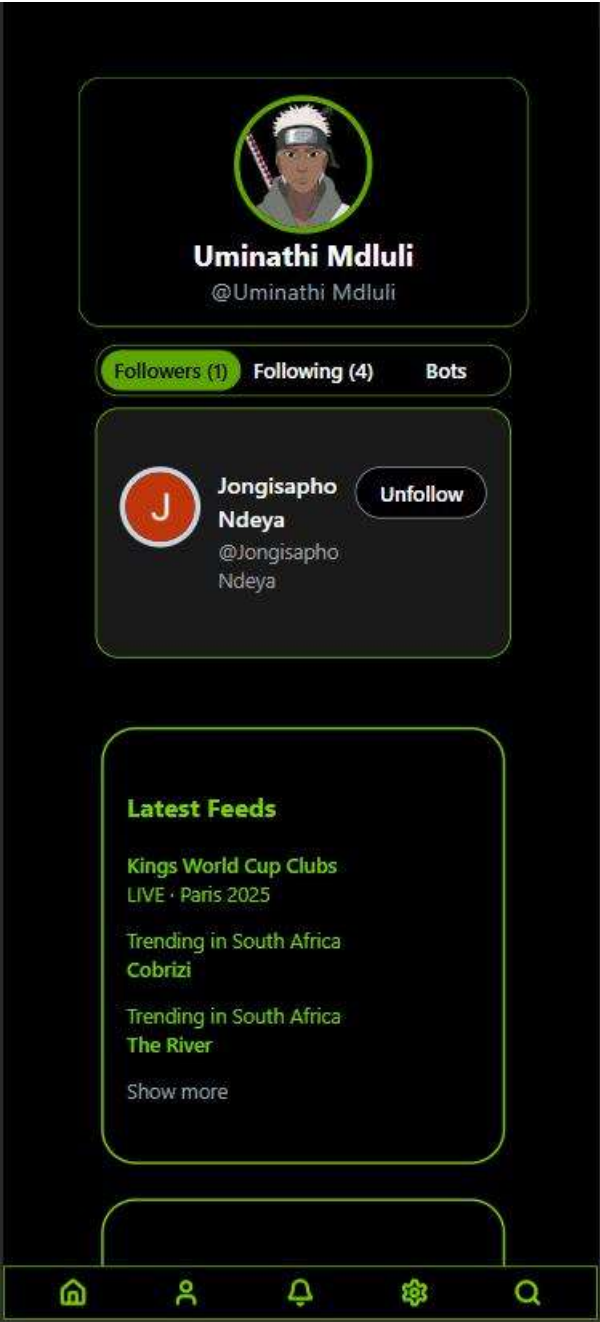 Uminathi Mdluli
@Uminathi Mdluli
Followers (1) Following (4) Bots
Jongisapho
Ndeya
@Jongisapho
Ndeya
J
Unfollow
Latest Feeds
Kings World Cup Clubs
LIVE · Paris 2025
Trending in South Africa
Cobrizi
Trending in South Africa
The River
Show more